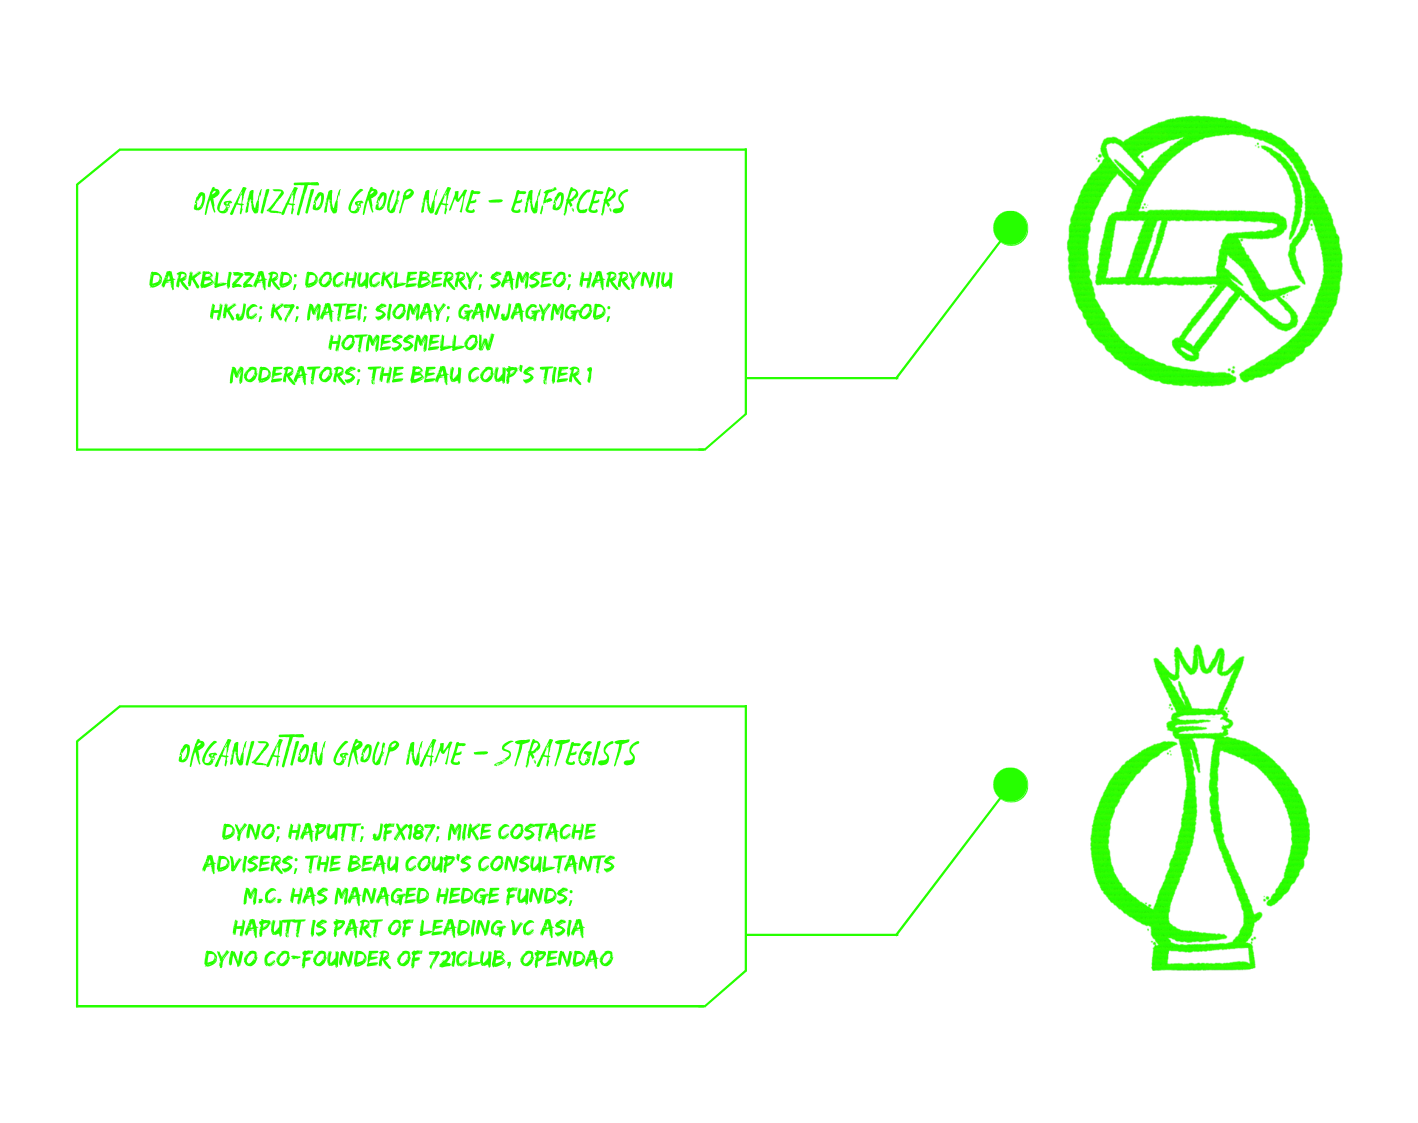 ORGANIZATION GROUP NAME – ENFORCERS
DARKBLIZZARD; DOCHUCKLEBERRY; SAMSEO; HARRYNIU
HKJC; K7; MATEI; SIOMAY; GANJAGYMGOD;
HOTMESSMELLOW
MODERATORS; THE BEAU COUP'S TIER 1
ORGANIZATION GROUP NAME – STRATEGISTS
DYNO; HAPUTT; JFX187; MIKE COSTACHE
ADVISERS; THE BEAU COUP'S CONSULTANTS
M.C. HAS MANAGED HEDGE FUNDS;
HAPUTT IS PART OF LEADING VC ASIA
DYNO CO-FOUNDER OF 721CLUB, OPENDAO